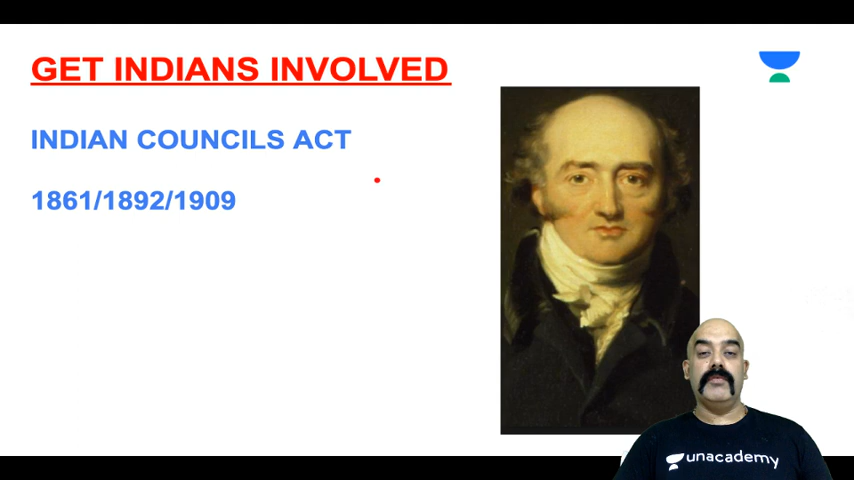 GET INDIANS INVOLVED
INDIAN COUNCILS ACT
1861/1892/1909
unacademy